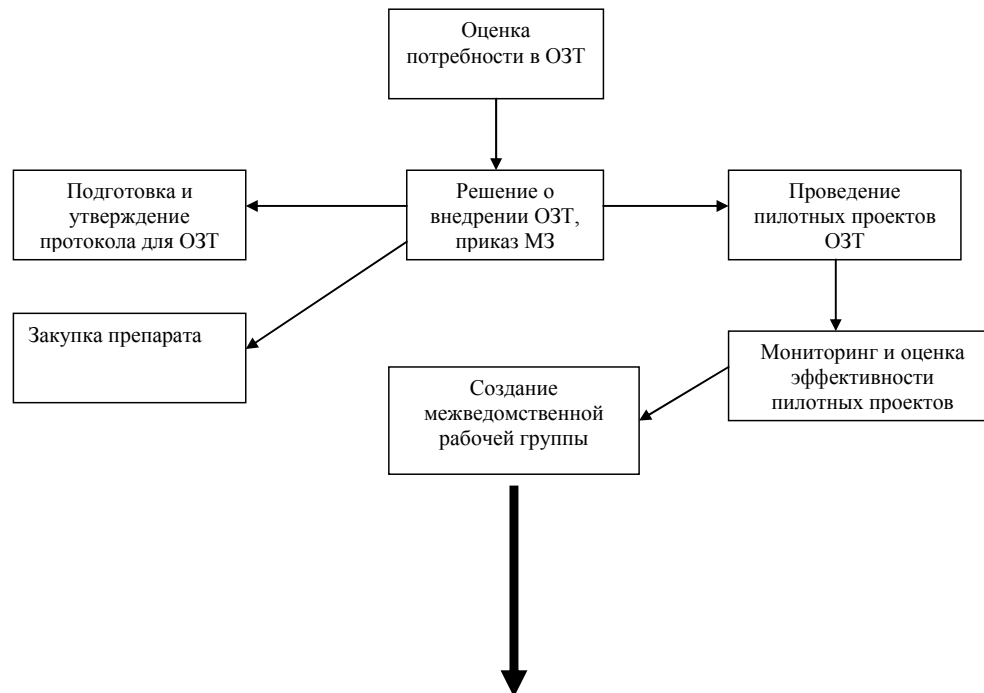 Оценка
потребности в ОЗТ
Подготовка и
утверждение
протокола для ОЗТ
Решение о
внедрении ОЗТ,
приказ МЗ
Проведение
пилотных проектов
ОЗТ
Закупка препарата
Мониторинг и оценка
эффективности
пилотных проектов
Создание
межведомственной
рабочей группы